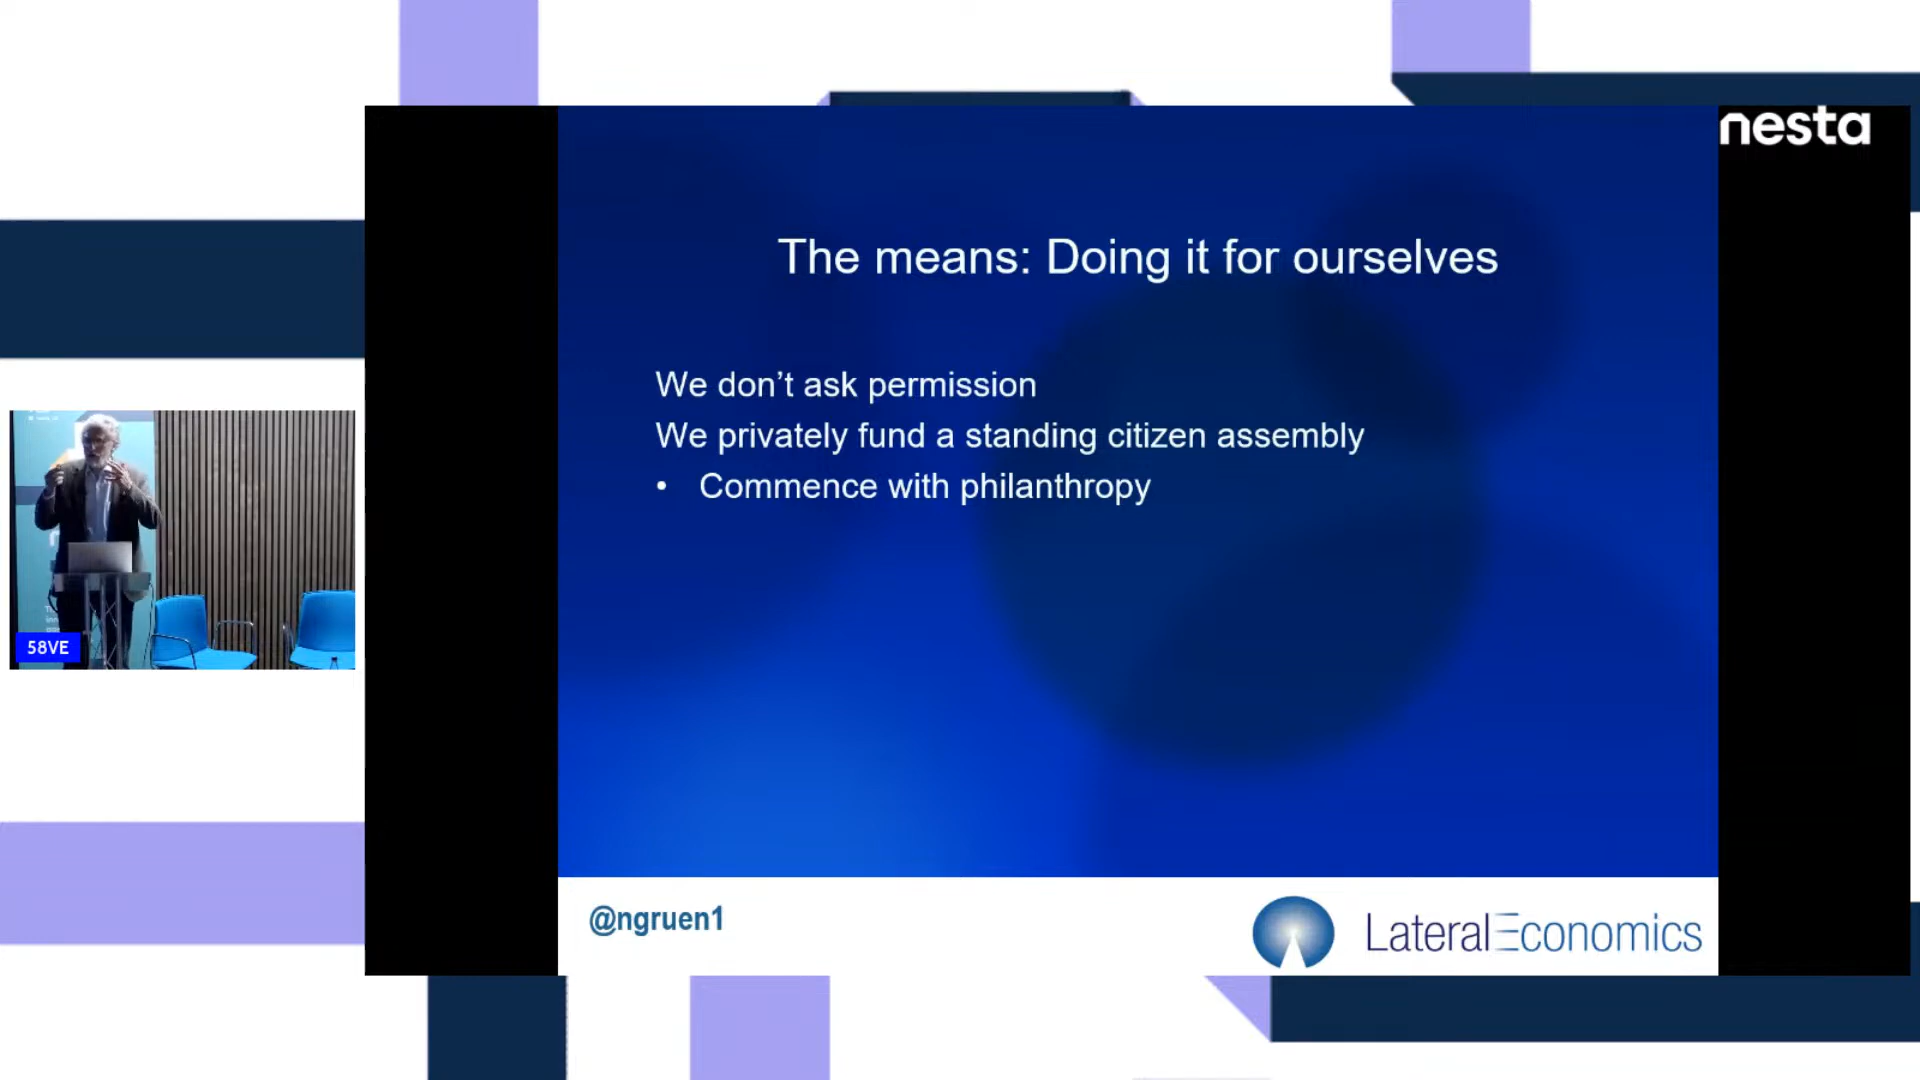 nesta
The means: Doing it for ourselves
We don't ask permission
We privately fund a standing citizen assembly
• Commence with philanthropy
58VE
@ngruen1
LateralEconomics